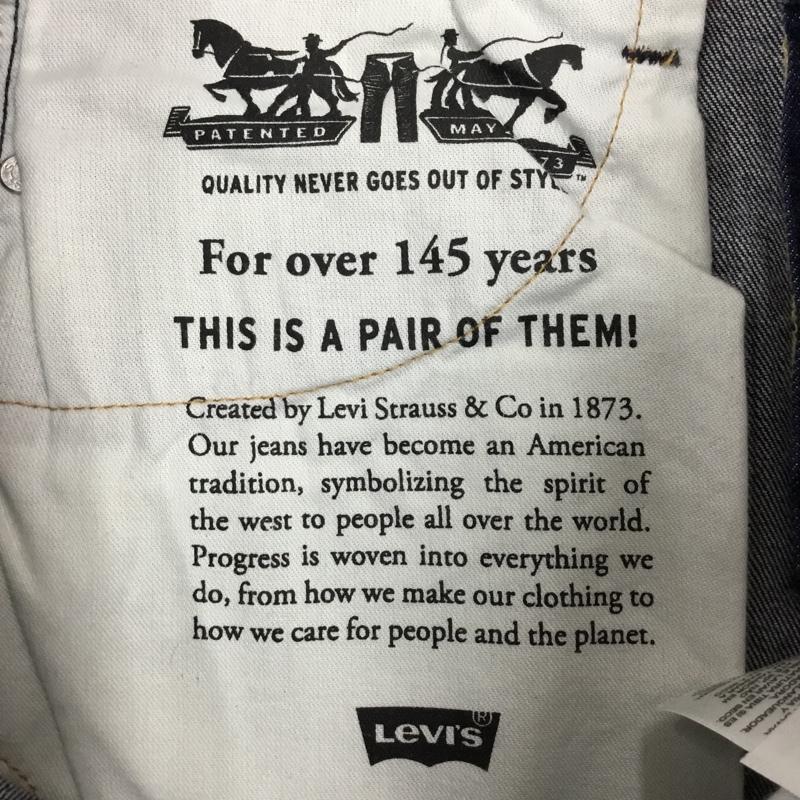 PATENTED MAY 73
QUALITY NEVER GOES OUT OF STYLE™
For over 145 years
THIS IS A PAIR OF THEM!
Created by Levi Strauss & Co in 1873.
Our jeans have become an American
tradition, symbolizing the spirit of
the west to people all over the world.
Progress is woven into everything we
do, from how we make our clothing to
how we care for people and the planet.
LEVI'S®